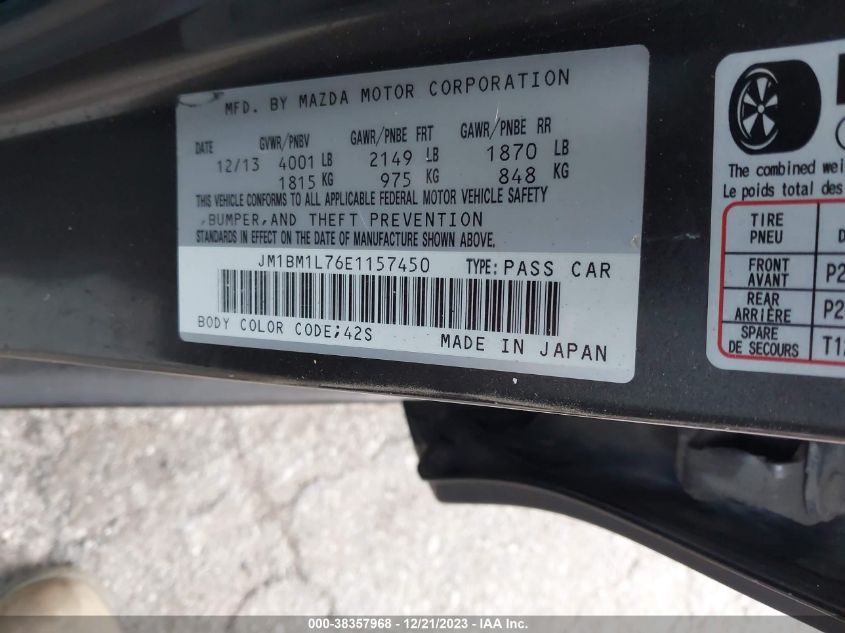 MFD. BY MAZDA MOTOR CORPORATION
DATE GVWR/PNBV GAWR/PNBE FRT GAWR/PNBE RR
12/13 4001 LB 2149 LB 1870 LB
1815 KG 975 KG 848 KG
THIS VEHICLE CONFORMS TO ALL APPLICABLE FEDERAL MOTOR VEHICLE SAFETY
,BUMPER,AND THEFT PREVENTION
STANDARDS IN EFFECT ON THE DATE OF MANUFACTURE SHOWN ABOVE.
JM1BM1L76E1157450 TYPE: PASS CAR
BODY COLOR CODE;42S MADE IN JAPAN
The combined wei
Le poids total des
TIRE
PNEU
D
FRONT
AVANT
P2
REAR
ARRIÈRE
P2
SPARE
DE SECOURS
T12
000-38357968 - 12/21/2023 - IAA Inc.